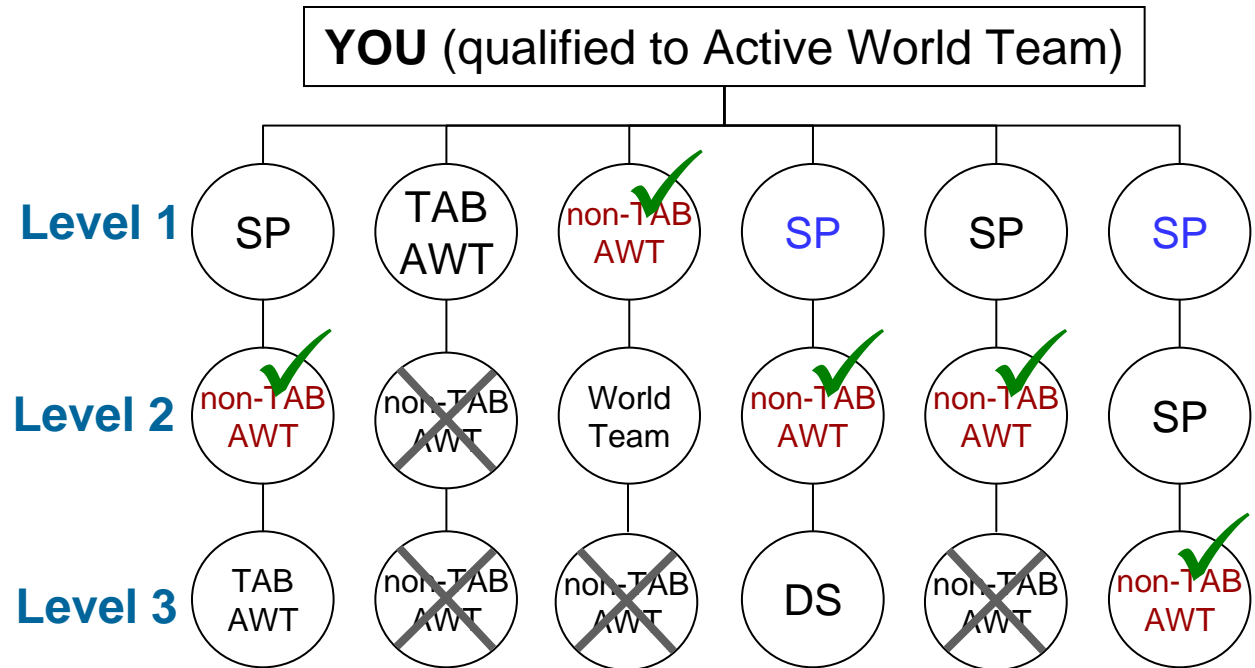 YOU (qualified to Active World Team)
Level 1
SP
TAB
AWT
non-TAB
AWT
SP
SP
SP
Level 2
non-TAB
AWT
non-TAB
AWT
World
Team
non-TAB
AWT
non-TAB
AWT
SP
Level 3
TAB
AWT
non-TAB
AWT
non-TAB
AWT
DS
non-TAB
AWT
non-TAB
AWT